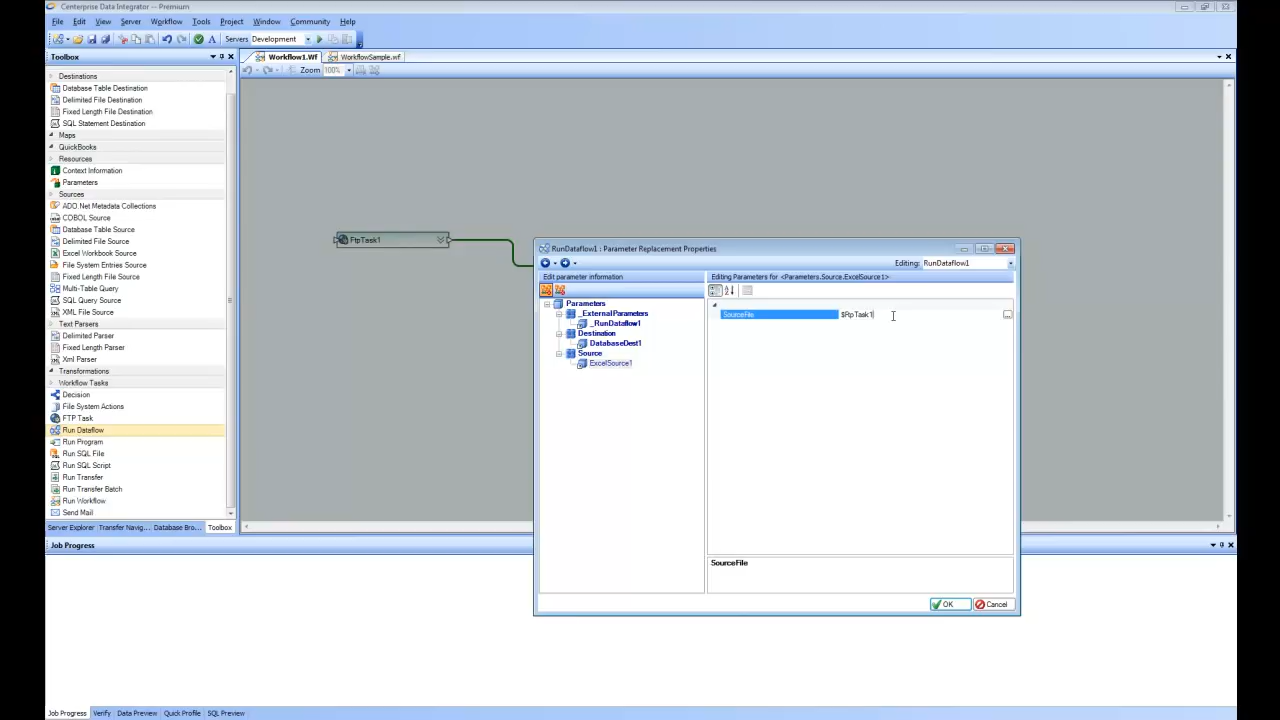 Centerprise Data Integrator -- Premium
File Edit View Server Workflow Tools Project Window Community Help
Servers Development
Toolbox
Workflow1.Wf WorkflowSample.wf
Zoom 100%
Destinations
Database Table Destination
Delimited File Destination
Fixed Length File Destination
SQL Statement Destination
Maps
QuickBooks
Resources
Context Information
Parameters
Sources
ADO.Net Metadata Collections
COBOL Source
Database Table Source
Delimited File Source
Excel Workbook Source
File System Entries Source
Fixed Length File Source
Multi-Table Query
SQL Query Source
XML File Source
Text Parsers
Delimited Parser
Fixed Length Parser
Xml Parser
Transformations
Workflow Tasks
Decision
File System Actions
FTP Task
Run Dataflow
Run Program
Run SQL File
Run SQL Script
Run Transfer
Run Transfer Batch
Run Workflow
Send Mail
Server Explorer Transfer Navig... Database Bro... Toolbox
FtpTask1
RunDataflow1 : Parameter Replacement Properties
Editing: RunDataflow1
Edit parameter information
Editing Parameters for <Parameters.Source.ExcelSource1>
Parameters
_ExternalParameters
_RunDataflow1
Destination
DatabaseDest1
Source
ExcelSource1
SourceFile $FtpTask1 ...
SourceFile
OK Cancel
Job Progress
Job Progress Verify Data Preview Quick Profile SQL Preview